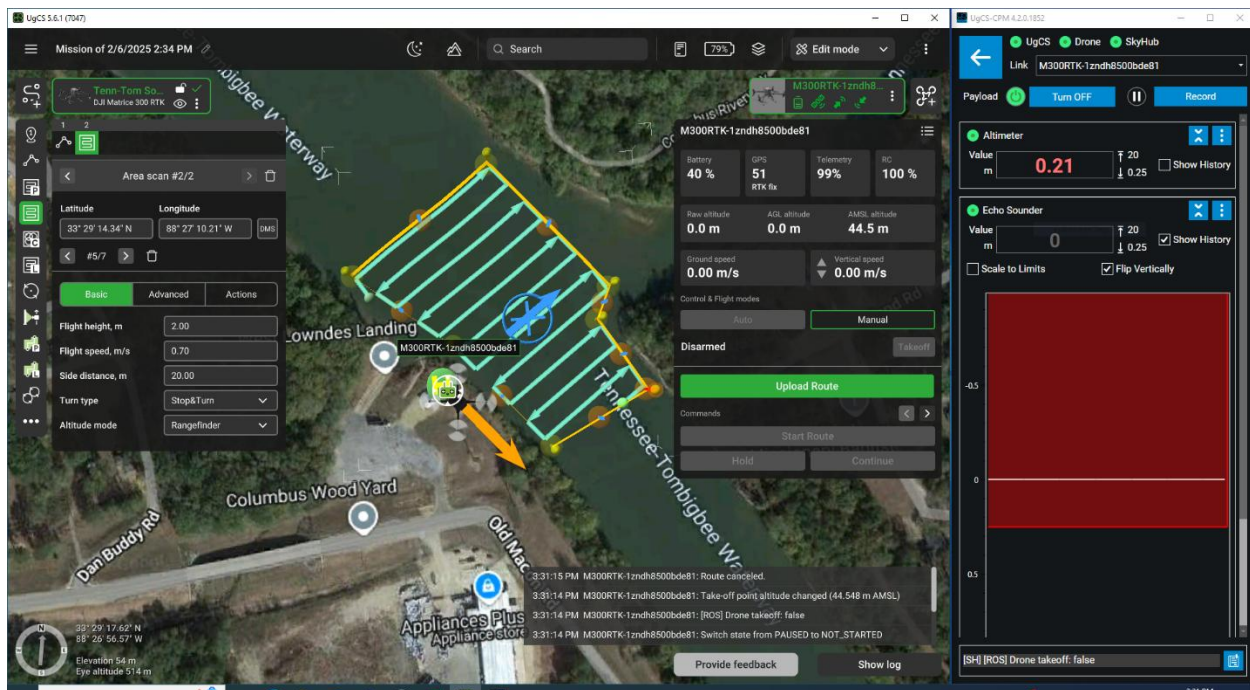 UgCS 5.6.1 (7047)
Mission of 2/6/2025 2:34 PM
Search
79%
Edit mode
Tenn-Tom So...
DJI Matrice 300 RTK
M300RTK-1zndh8...
1 2
Area scan #2/2
Latitude Longitude
33° 29' 14.34" N 88° 27' 10.21" W DMS
#5/7
Basic Advanced Actions
Flight height, m 2.00
Flight speed, m/s 0.70
Side distance, m 20.00
Turn type Stop&Turn
Altitude mode Rangefinder
Lowndes Landing
M300RTK-1zndh8500bde81
Columbus Wood Yard
Dan Buddy Rd
Old Mac
Appliances Plus
Appliance store
Tennessee-Tombigbee Wa
M300RTK-1zndh8500bde81
Battery GPS Telemetry RC
40 % 51 99% 100 %
RTK fix
Raw altitude AGL altitude AMSL altitude
0.0 m 0.0 m 44.5 m
Ground speed Vertical speed
0.00 m/s 0.00 m/s
Control & Flight modes
Auto Manual
Disarmed Takeoff
Upload Route
Commands
Start Route
Hold Continue
3:31:15 PM M300RTK-1zndh8500bde81: Route canceled.
3:31:14 PM M300RTK-1zndh8500bde81: Take-off point altitude changed (44.548 m AMSL)
3:31:14 PM M300RTK-1zndh8500bde81: [ROS] Drone takeoff: false
3:31:14 PM M300RTK-1zndh8500bde81: Switch state from PAUSED to NOT_STARTED
Provide feedback Show log
N
33° 29' 17.62" N
88° 26' 56.57" W
Elevation 54 m
Eye altitude 514 m
UgCS-CPM 4.2.0.1852
UgCS Drone SkyHub
Link M300RTK-1zndh8500bde81
Payload Turn OFF Record
Altimeter
Value
m 0.21 20 0.25 Show History
Echo Sounder
Value
m 0 20 0.25 Show History
Scale to Limits Flip Vertically
-0.5
0
0.5
[SH] [ROS] Drone takeoff: false